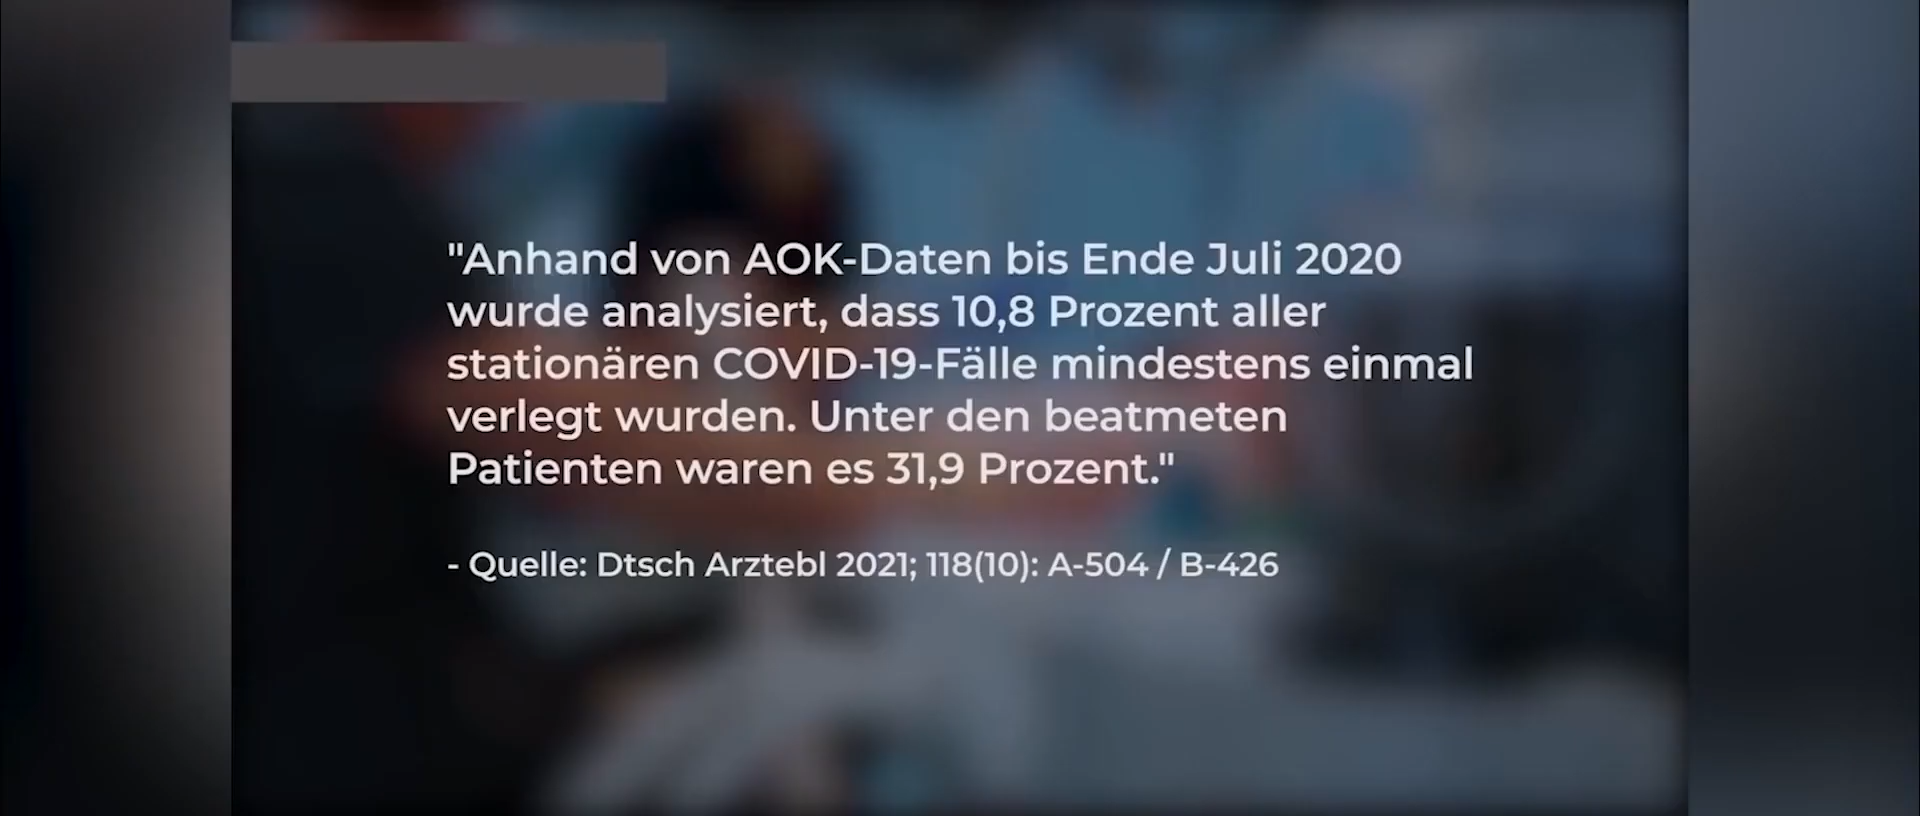 "Anhand von AOK-Daten bis Ende Juli 2020
wurde analysiert, dass 10,8 Prozent aller
stationären COVID-19-Fälle mindestens einmal
verlegt wurden. Unter den beatmeten
Patienten waren es 31,9 Prozent."
- Quelle: Dtsch Arztebl 2021; 118(10): A-504 / B-426